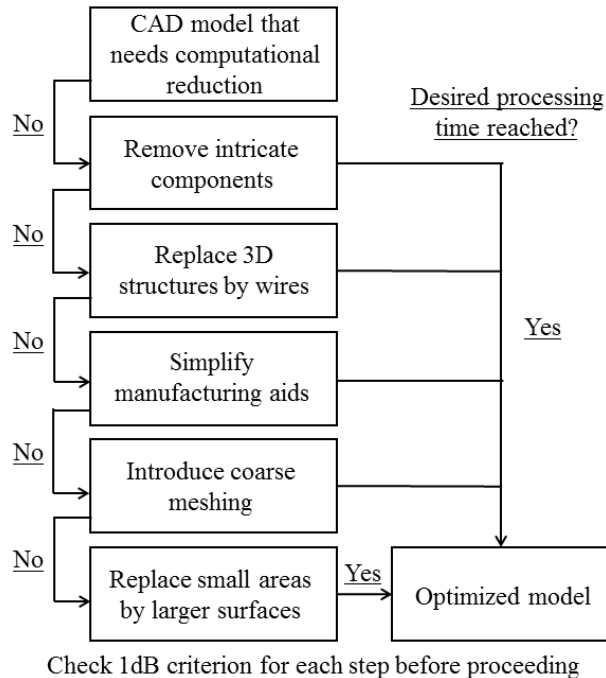 CAD model that
needs computational
reduction
Desired processing
time reached?
No
Remove intricate
components
No
Replace 3D
structures by wires
No
Yes
Simplify
manufacturing aids
No
Introduce coarse
meshing
No
Replace small areas
by larger surfaces
Yes
Optimized model
Check 1dB criterion for each step before proceeding